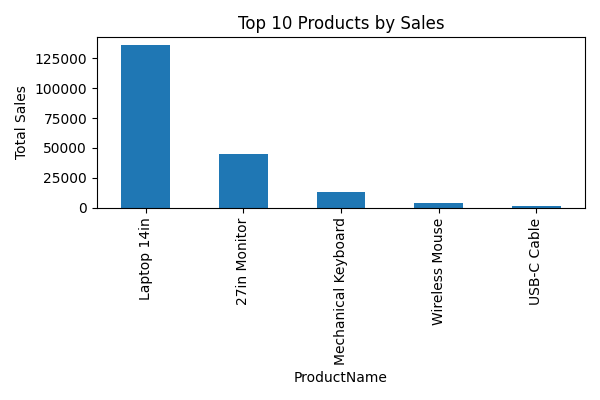 Top 10 Products by Sales
Total Sales
125000
100000
75000
50000
25000
0
Laptop 14in
27in Monitor
Mechanical Keyboard
Wireless Mouse
USB-C Cable
ProductName